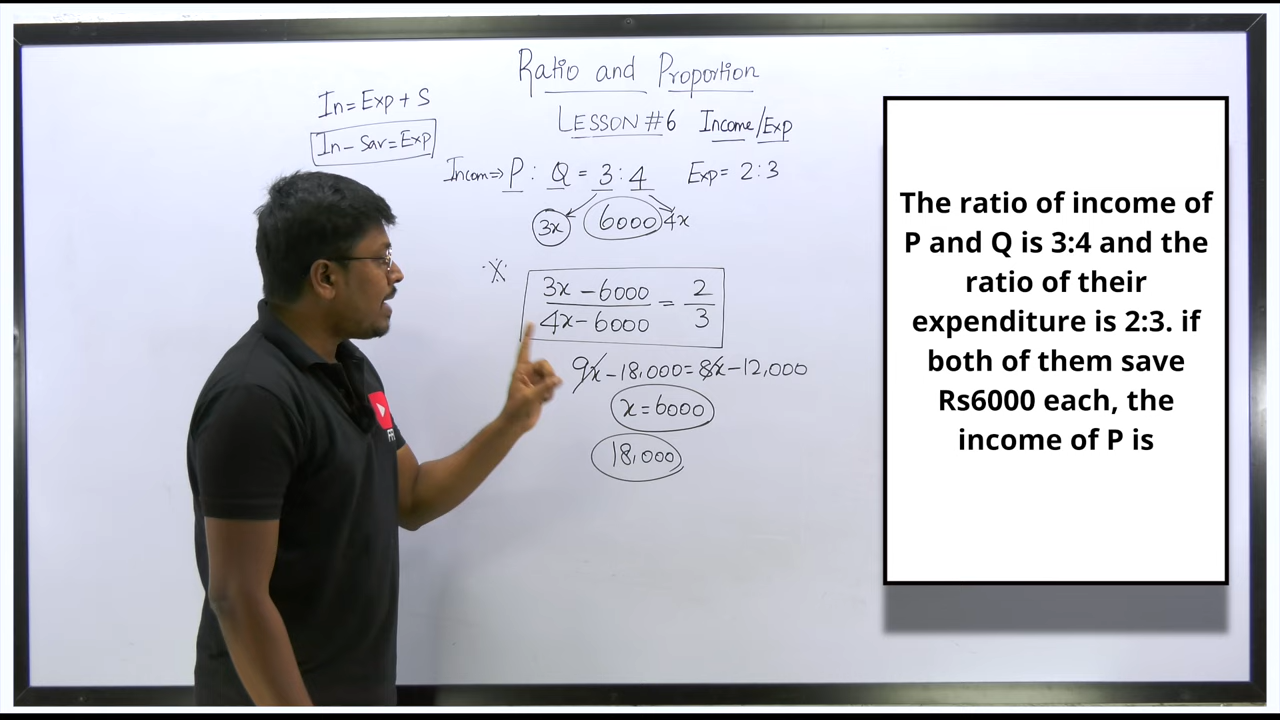 Ratio and Proportion
In = Exp + S
In - Sav = Exp
LESSON #6 Income/Exp
Incom ⇒ P : Q = 3 : 4 Exp = 2 : 3
3x 6000 4x
3x - 6000 / 4x - 6000 = 2 / 3
9x - 18,000 = 8x - 12,000
x = 6000
18,000
The ratio of income of
P and Q is 3:4 and the
ratio of their
expenditure is 2:3. if
both of them save
Rs6000 each, the
income of P is